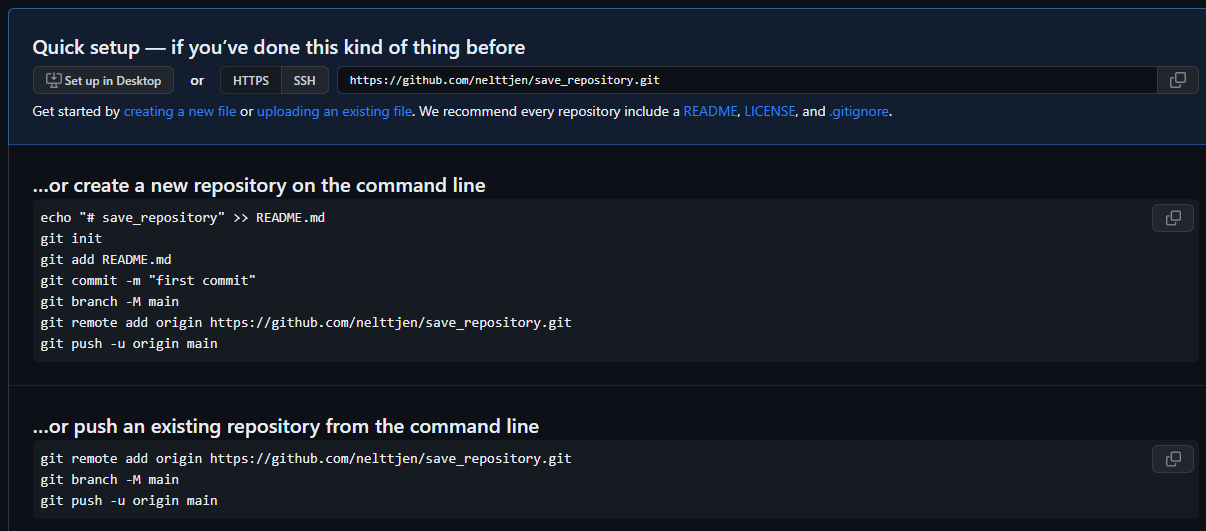 Quick setup — if you’ve done this kind of thing before
Set up in Desktop or HTTPS SSH https://github.com/nelttjen/save_repository.git
Get started by creating a new file or uploading an existing file. We recommend every repository include a README, LICENSE, and .gitignore.
…or create a new repository on the command line
echo "# save_repository" >> README.md
git init
git add README.md
git commit -m "first commit"
git branch -M main
git remote add origin https://github.com/nelttjen/save_repository.git
git push -u origin main
…or push an existing repository from the command line
git remote add origin https://github.com/nelttjen/save_repository.git
git branch -M main
git push -u origin main